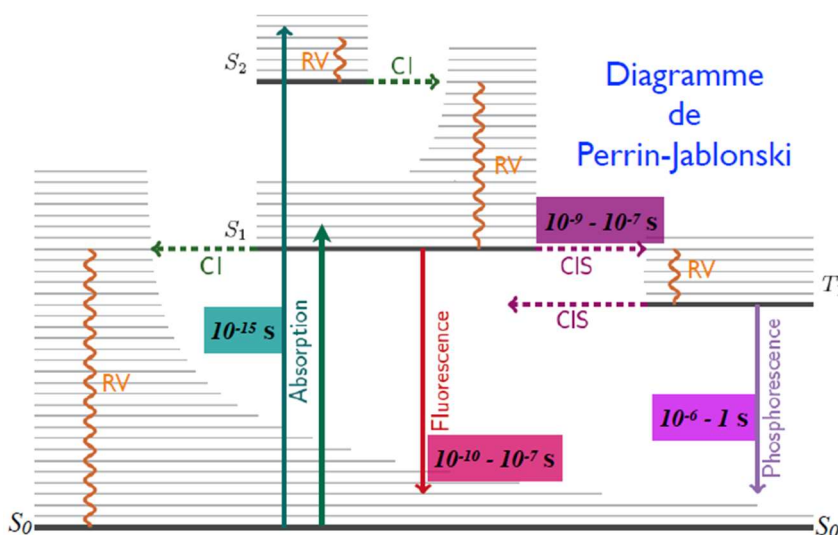 S₂
RV
CI
Diagramme
de
Perrin-Jablonski
RV
S₁
10⁻⁹ - 10⁻⁷ s
CI
CIS
RV
T
CIS
10⁻¹⁵ s
Absorption
Fluorescence
Phosphorescence
RV
10⁻⁶ - 1 s
10⁻¹⁰ - 10⁻⁷ s
S₀
S₀